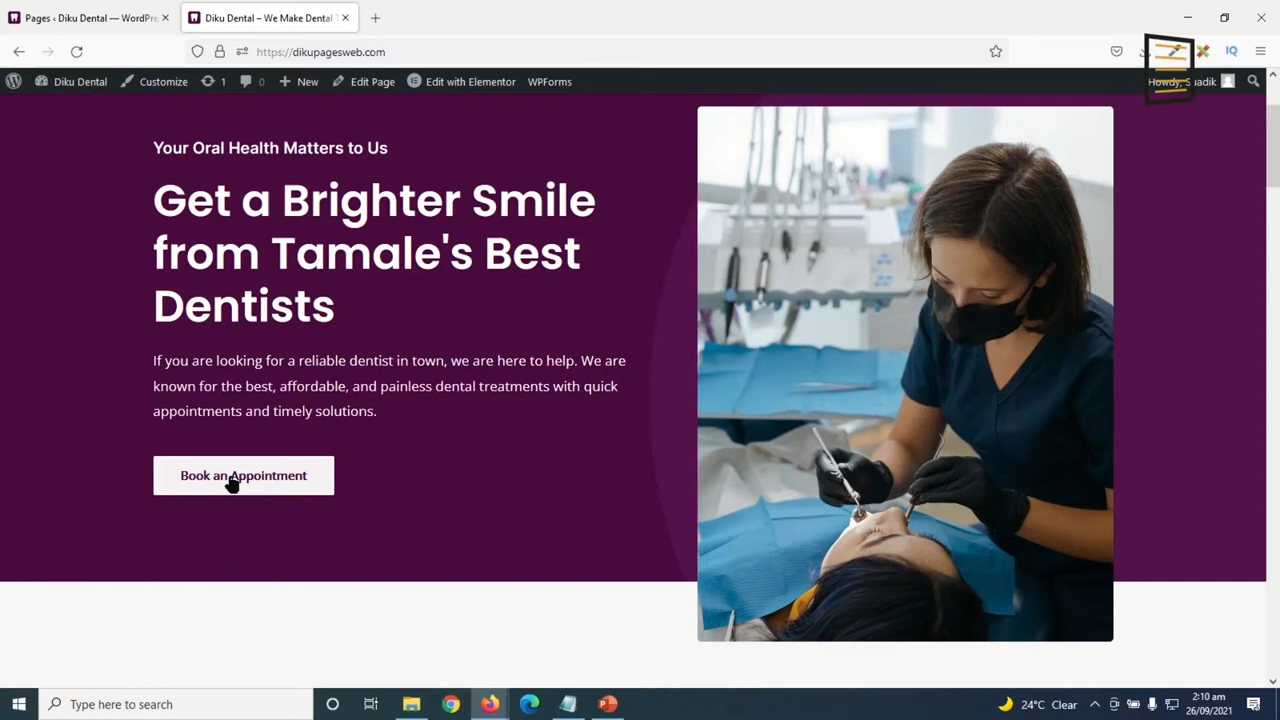 Pages ‹ Diku Dental — WordPre
Diku Dental – We Make Dental T
https://dikupagesweb.com
Diku Dental
Customize
1
0
New
Edit Page
Edit with Elementor
WPForms
Howdy, Suadik
Your Oral Health Matters to Us
Get a Brighter Smile
from Tamale's Best
Dentists
If you are looking for a reliable dentist in town, we are here to help. We are
known for the best, affordable, and painless dental treatments with quick
appointments and timely solutions.
Book an Appointment
Type here to search
24°C Clear
2:10 am
26/09/2021